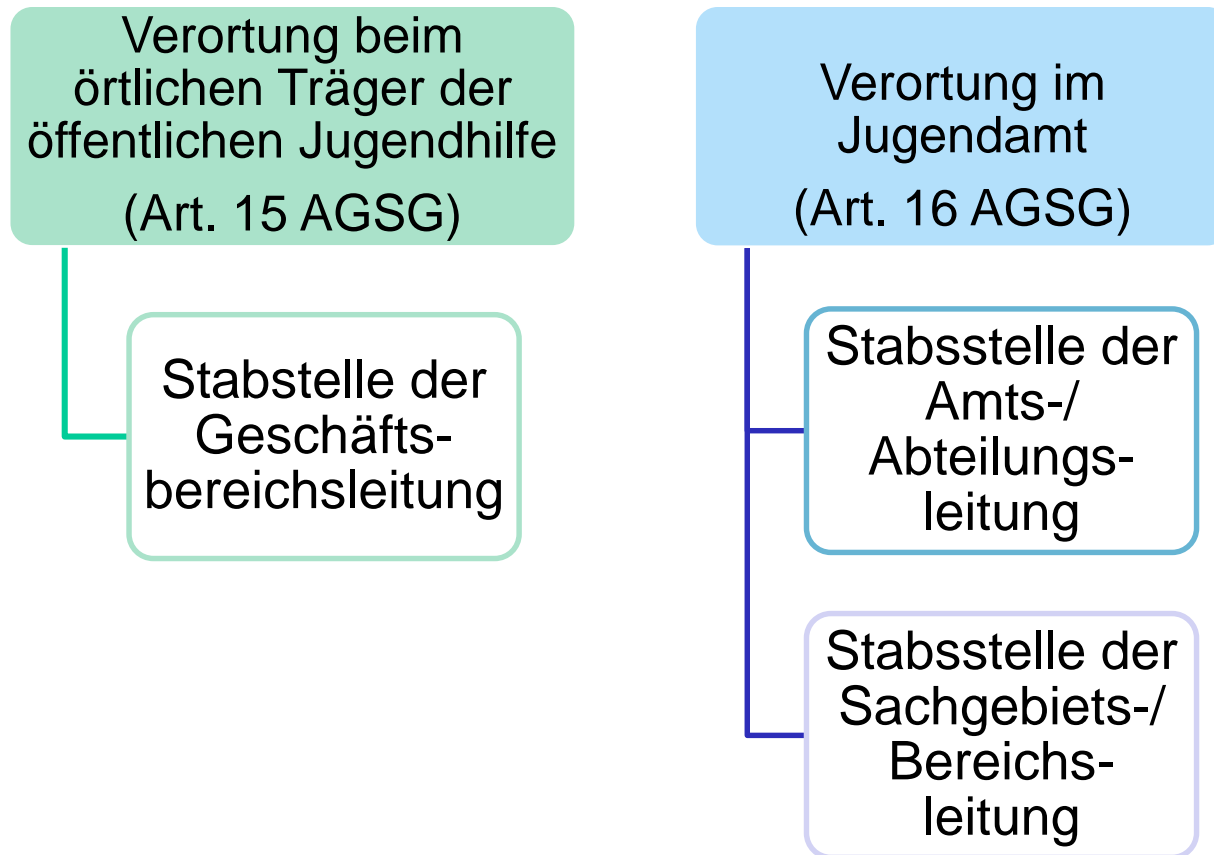 Verortung beim
örtlichen Träger der
öffentlichen Jugendhilfe
(Art. 15 AGSG)
Stabstelle der
Geschäfts-
bereichsleitung
Verortung im
Jugendamt
(Art. 16 AGSG)
Stabsstelle der
Amts-/
Abteilungs-
leitung
Stabsstelle der
Sachgebiets-/
Bereichs-
leitung